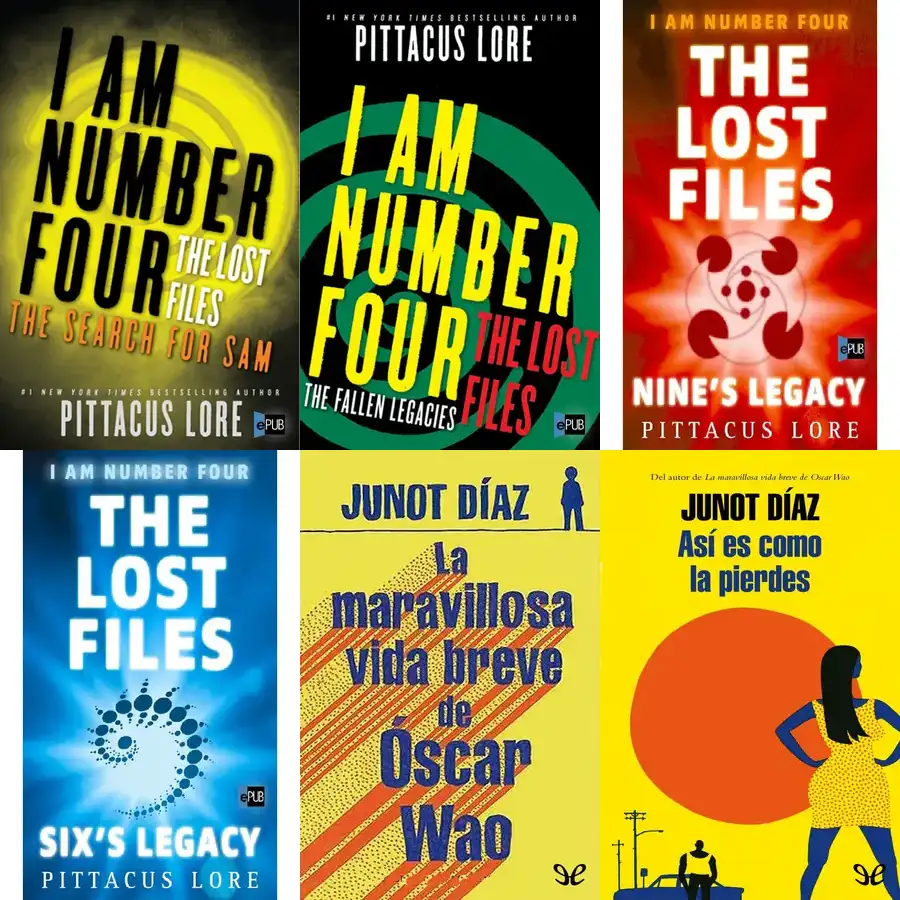 I AM
NUMBER
FOUR
THE LOST
FILES
THE SEARCH FOR SAM
#1 NEW YORK TIMES BESTSELLING AUTHOR
PITTACUS LORE
ePUB
#1 NEW YORK TIMES BESTSELLING AUTHOR
PITTACUS LORE
I AM
NUMBER
FOUR
THE LOST
FILES
THE FALLEN LEGACIES
ePUB
I AM NUMBER FOUR
THE
LOST
FILES
ePUB
NINE'S LEGACY
PITTACUS LORE
I AM NUMBER FOUR
THE
LOST
FILES
ePUB
SIX'S LEGACY
PITTACUS LORE
JUNOT DÍAZ
La
maravillosa
vida breve
de
Óscar
Wao
Del autor de La maravillosa vida breve de Óscar Wao
JUNOT DÍAZ
Así es como
la pierdes